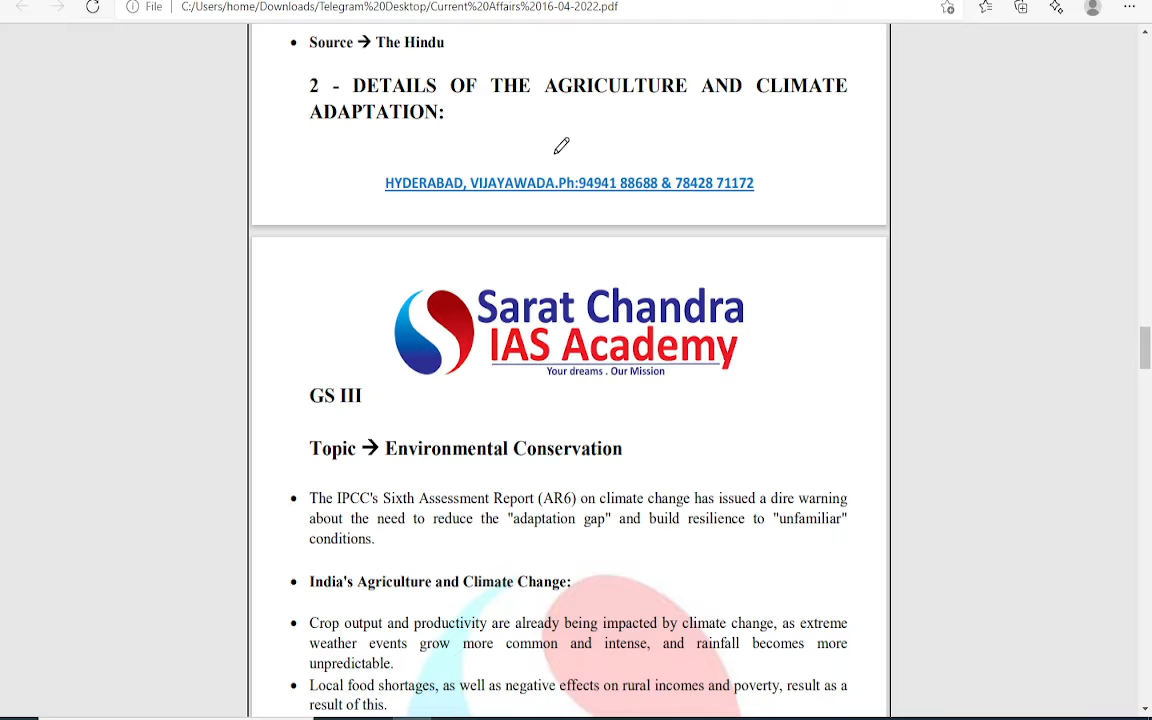 File | C:/Users/home/Downloads/Telegram%20Desktop/Current%20Affairs%2016-04-2022.pdf
• Source → The Hindu
2 - DETAILS OF THE AGRICULTURE AND CLIMATE
ADAPTATION:
HYDERABAD, VIJAYAWADA.Ph:94941 88688 & 78428 71172
Sarat Chandra
IAS Academy
Your dreams . Our Mission
GS III
Topic → Environmental Conservation
• The IPCC's Sixth Assessment Report (AR6) on climate change has issued a dire warning
about the need to reduce the "adaptation gap" and build resilience to "unfamiliar"
conditions.
• India's Agriculture and Climate Change:
• Crop output and productivity are already being impacted by climate change, as extreme
weather events grow more common and intense, and rainfall becomes more
unpredictable.
• Local food shortages, as well as negative effects on rural incomes and poverty, result as a
result of this.